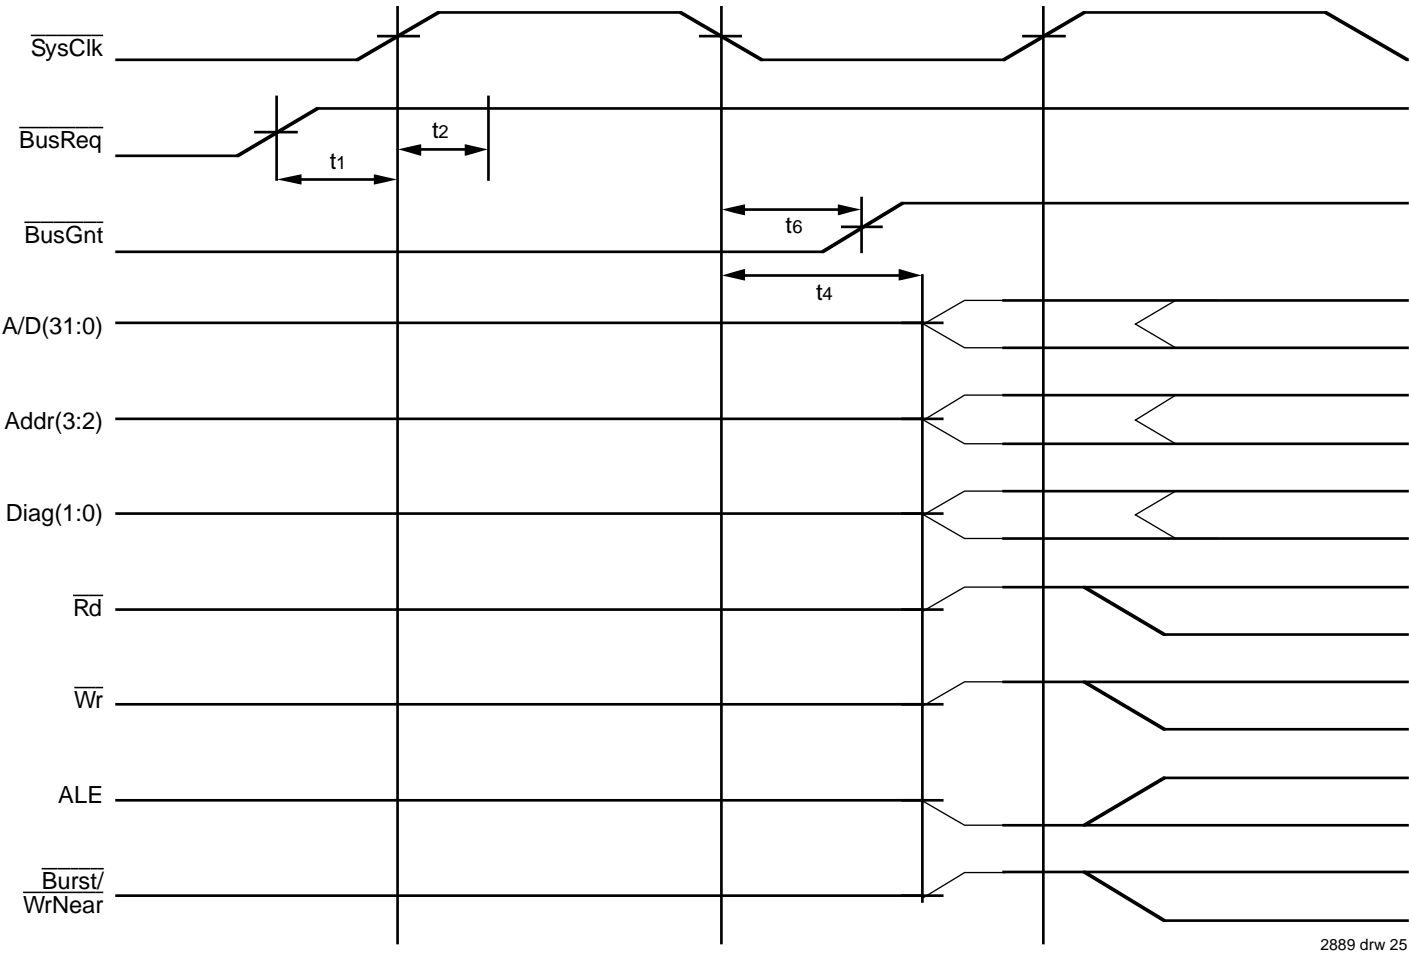 SysClk
BusReq
t2
t1
BusGnt
t6
t4
A/D(31:0)
Addr(3:2)
Diag(1:0)
Rd
Wr
ALE
Burst/
WrNear
2889 drw 25